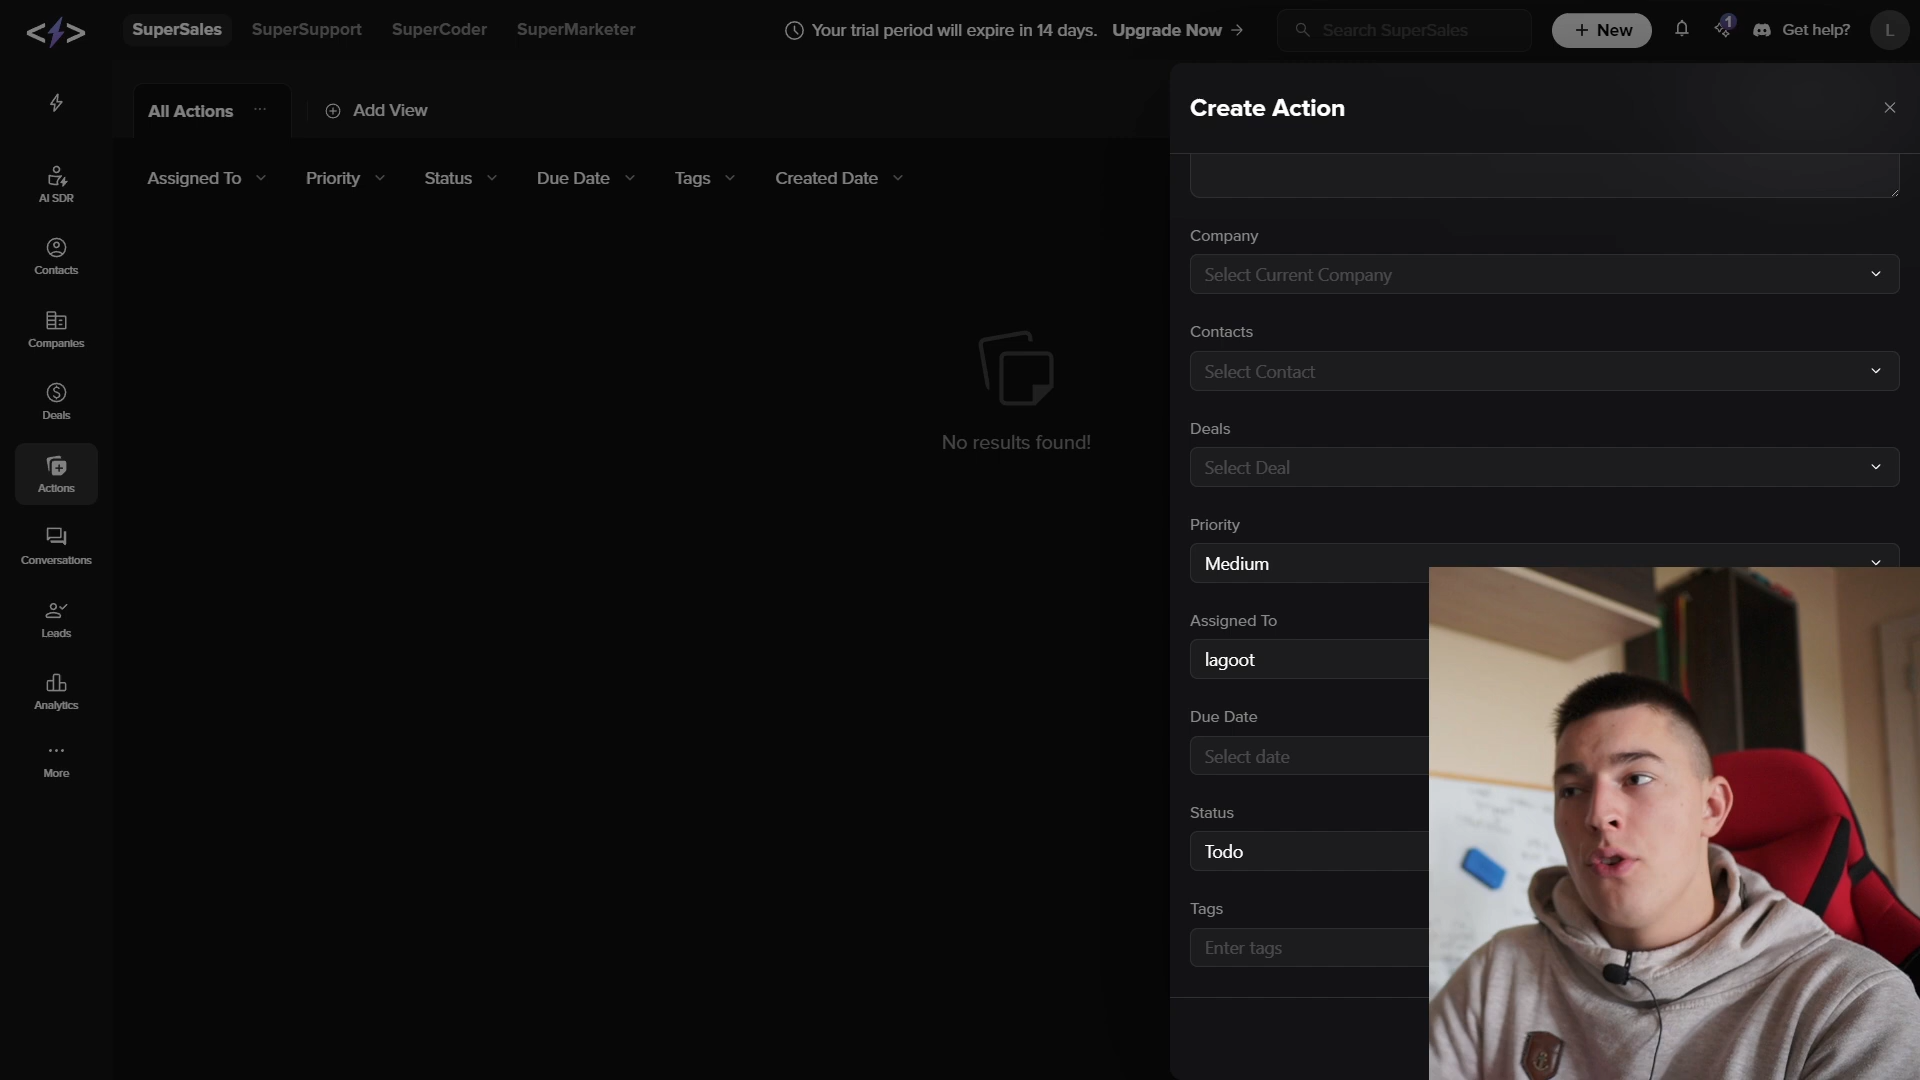 SuperSales
SuperSupport
SuperCoder
SuperMarketer
Your trial period will expire in 14 days. Upgrade Now →
Search SuperSales
+ New
1
Get help?
L
All Actions ...
Add View
Create Action
Assigned To
Priority
Status
Due Date
Tags
Created Date
AI SDR
Contacts
Companies
Deals
Actions
Conversations
Leads
Analytics
More
No results found!
Company
Select Current Company
Contacts
Select Contact
Deals
Select Deal
Priority
Medium
Assigned To
lagoot
Due Date
Select date
Status
Todo
Tags
Enter tags